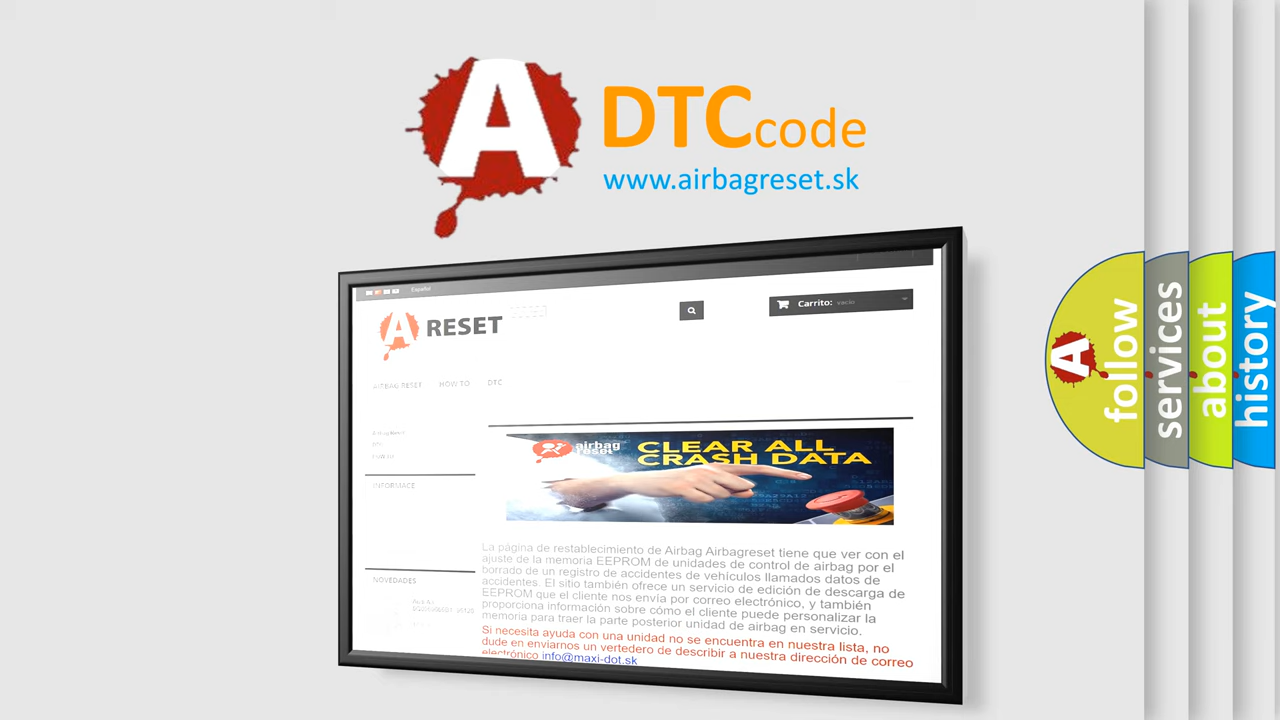 A
DTCcode
www.airbagreset.sk
Español
A RESET
Carrito: vacío
AIRBAG RESET HOW TO DTC
INFORMACE
NOVEDADES
airbag
reset
CLEAR ALL
CRASH DATA
La página de restablecimiento de Airbag Airbagreset tiene que ver con el
ajuste de la memoria EEPROM de unidades de control de airbag por el
borrado de un registro de accidentes de vehículos llamados datos de
accidentes. El sitio también ofrece un servicio de edición de descarga de
EEPROM que el cliente nos envía por correo electrónico, y también
proporciona información sobre cómo el cliente puede personalizar la
memoria para traer la parte posterior unidad de airbag en servicio.
Si necesita ayuda con una unidad no se encuentra en nuestra lista, no
dude en enviarnos un vertedero de describir a nuestra dirección de correo
electrónico info@maxi-dot.sk
A
follow
services
about
history